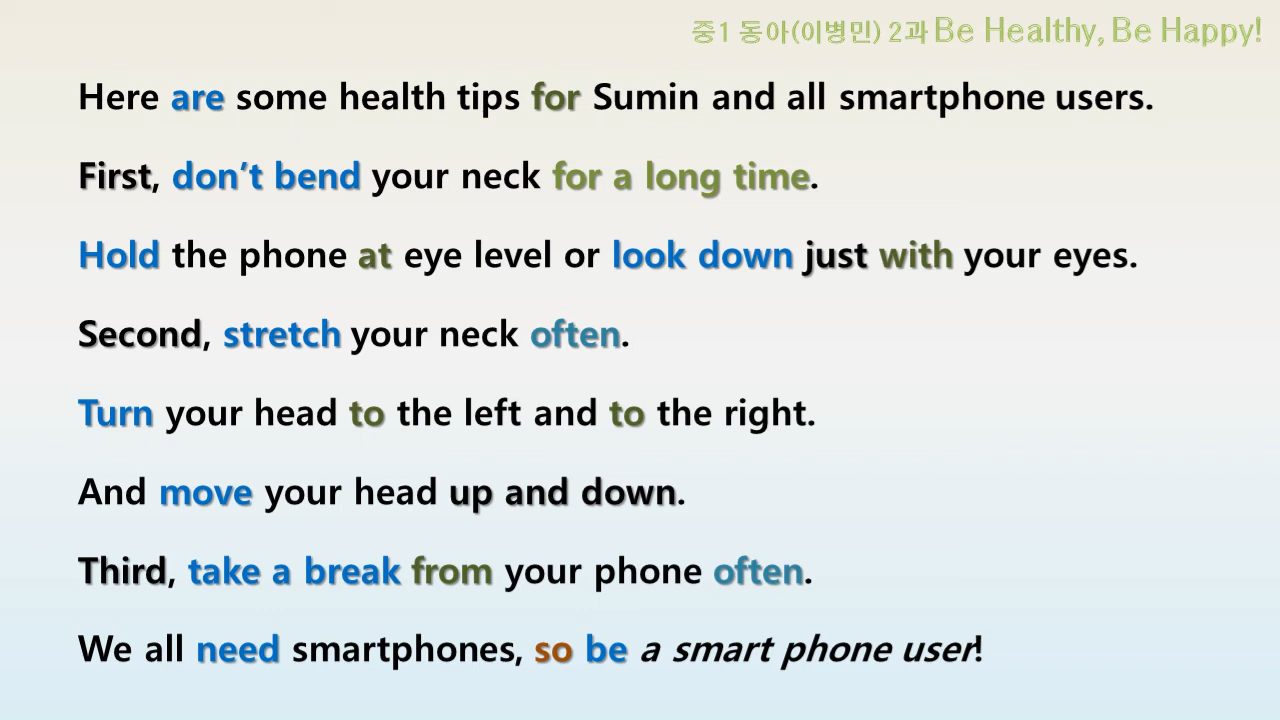 중1 동아(이병민) 2과 Be Healthy, Be Happy!
Here are some health tips for Sumin and all smartphone users.
First, don’t bend your neck for a long time.
Hold the phone at eye level or look down just with your eyes.
Second, stretch your neck often.
Turn your head to the left and to the right.
And move your head up and down.
Third, take a break from your phone often.
We all need smartphones, so be a smart phone user!